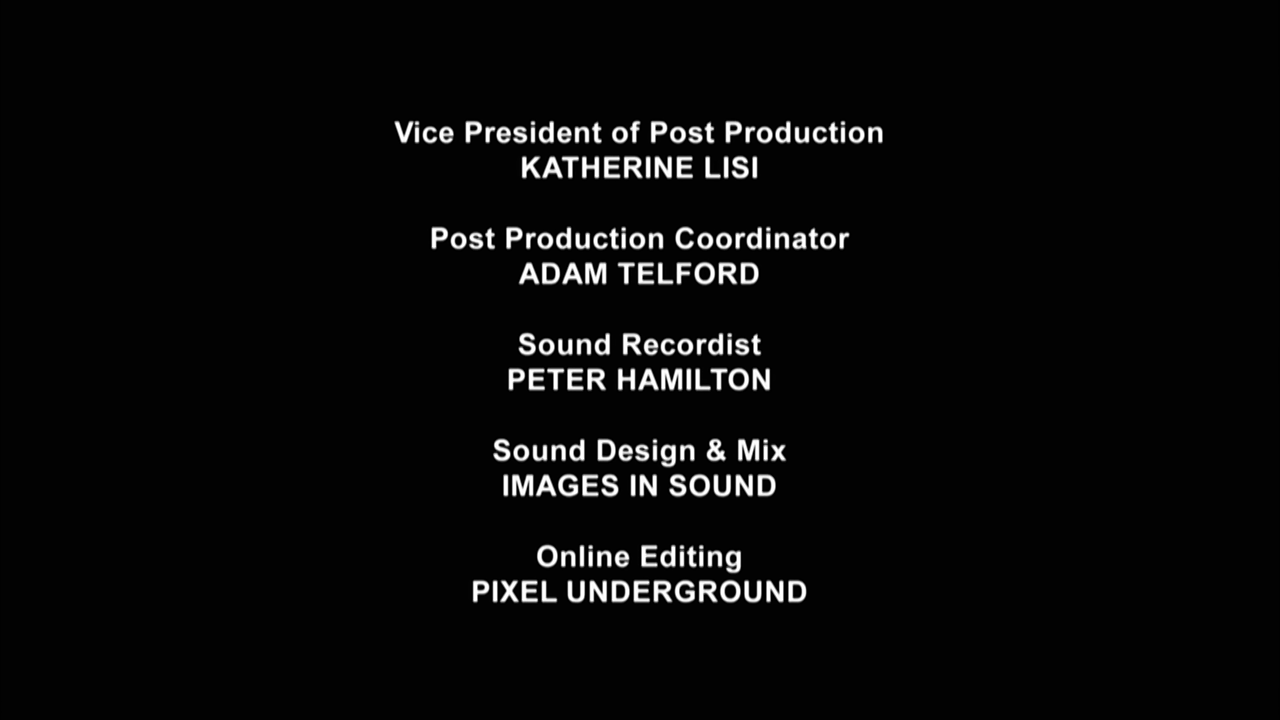 Vice President of Post Production
KATHERINE LISI
Post Production Coordinator
ADAM TELFORD
Sound Recordist
PETER HAMILTON
Sound Design & Mix
IMAGES IN SOUND
Online Editing
PIXEL UNDERGROUND